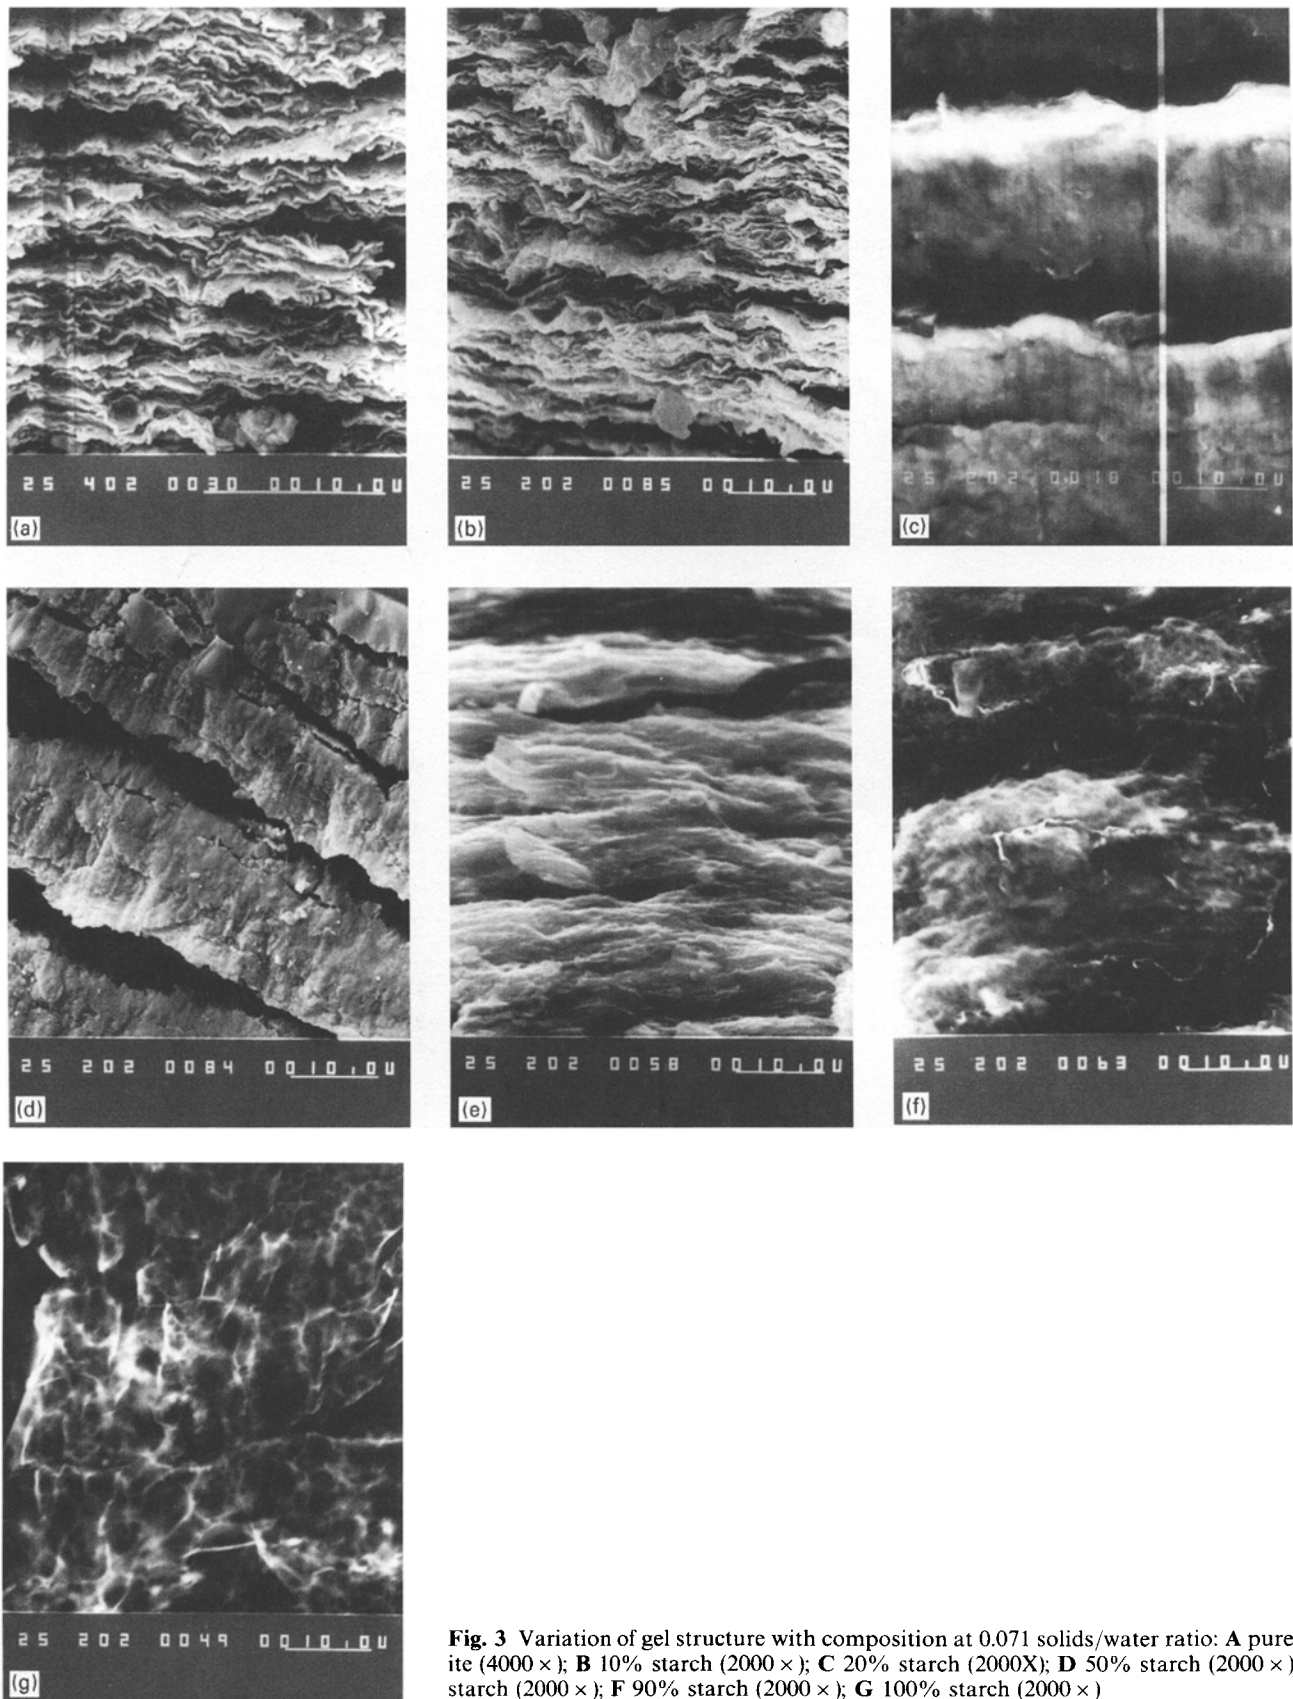 25 402 0030 0010.0U
(a)
25 202 0085 0010.0U
(b)
25 202 0018 0010.0U
(c)
25 202 0084 0010.0U
(d)
25 202 0058 0010.0U
(e)
25 202 0063 0010.0U
(f)
25 202 0049 0010.0U
(g)
Fig. 3 Variation of gel structure with composition at 0.071 solids/water ratio: A pure
ite (4000 ×); B 10% starch (2000 ×); C 20% starch (2000X); D 50% starch (2000 ×)
starch (2000 ×); F 90% starch (2000 ×); G 100% starch (2000 ×)